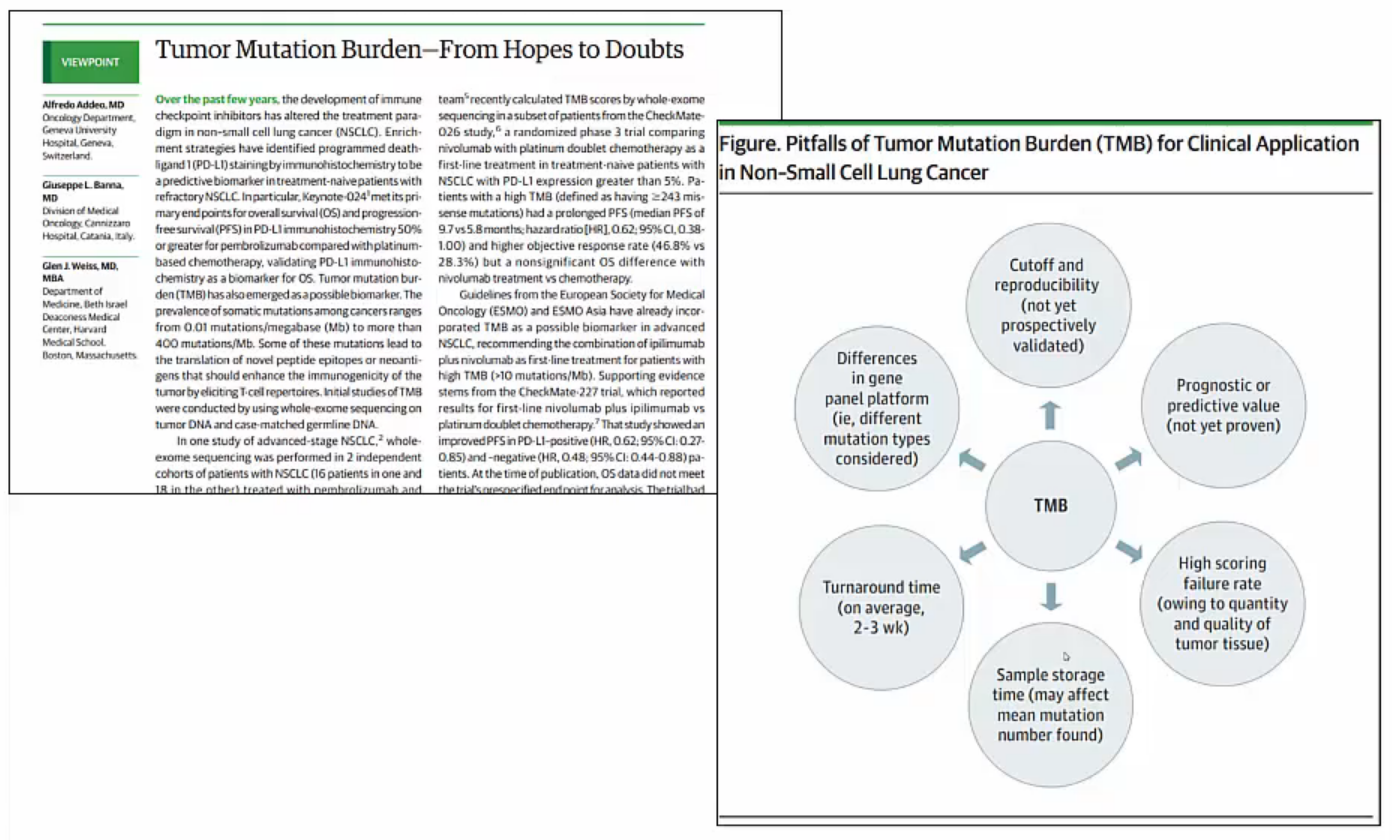 Tumor Mutation Burden—From Hopes to Doubts
VIEWPOINT
Alfredo Addeo, MD
Oncology Department,
Geneva University
Hospital, Geneva,
Switzerland.
Giuseppe L. Banna,
MD
Division of Medical
Oncology, Cannizzaro
Hospital, Catania, Italy.
Glen J. Weiss, MD,
MBA
Department of
Medicine, Beth Israel
Deaconess Medical
Center, Harvard
Medical School,
Boston, Massachusetts.
Over the past few years, the development of immune
checkpoint inhibitors has altered the treatment para-
digm in non–small cell lung cancer (NSCLC). Enrich-
ment strategies have identified programmed death-
ligand 1 (PD-L1) staining by immunohistochemistry to be
a predictive biomarker in treatment-naive patients with
refractory NSCLC. In particular, Keynote-024¹ met its pri-
mary end points for overall survival (OS) and progression-
free survival (PFS) in PD-L1 immunohistochemistry 50%
or greater for pembrolizumab compared with platinum-
based chemotherapy, validating PD-L1 immunohisto-
chemistry as a biomarker for OS. Tumor mutation bur-
den (TMB) has also emerged as a possible biomarker. The
prevalence of somatic mutations among cancers ranges
from 0.01 mutations/megabase (Mb) to more than
400 mutations/Mb. Some of these mutations lead to
the translation of novel peptide epitopes or neoanti-
gens that should enhance the immunogenicity of the
tumor by eliciting T-cell repertoires. Initial studies of TMB
were conducted by using whole-exome sequencing on
tumor DNA and case-matched germline DNA.
In one study of advanced-stage NSCLC,² whole-
exome sequencing was performed in 2 independent
cohorts of patients with NSCLC (16 patients in one and
18 in the other) treated with pembrolizumab and
team⁵ recently calculated TMB scores by whole-exome
sequencing in a subset of patients from the CheckMate-
026 study,⁶ a randomized phase 3 trial comparing
nivolumab with platinum doublet chemotherapy as a
first-line treatment in treatment-naive patients with
NSCLC with PD-L1 expression greater than 5%. Pa-
tients with a high TMB (defined as having ≥243 mis-
sense mutations) had a prolonged PFS (median PFS of
9.7 vs 5.8 months; hazard ratio [HR], 0.62; 95% CI, 0.38-
1.00) and higher objective response rate (46.8% vs
28.3%) but a nonsignificant OS difference with
nivolumab treatment vs chemotherapy.
Guidelines from the European Society for Medical
Oncology (ESMO) and ESMO Asia have already incor-
porated TMB as a possible biomarker in advanced
NSCLC, recommending the combination of ipilimumab
plus nivolumab as first-line treatment for patients with
high TMB (>10 mutations/Mb). Supporting evidence
stems from the CheckMate-227 trial, which reported
results for first-line nivolumab plus ipilimumab vs
platinum doublet chemotherapy.⁷ That study showed an
improved PFS in PD-L1–positive (HR, 0.62; 95% CI: 0.27-
0.85) and –negative (HR, 0.48; 95% CI: 0.44-0.88) pa-
tients. At the time of publication, OS data did not meet
the trial's prespecified end point for analysis. The trial had
Figure. Pitfalls of Tumor Mutation Burden (TMB) for Clinical Application
in Non–Small Cell Lung Cancer
Cutoff and
reproducibility
(not yet
prospectively
validated)
Differences
in gene
panel platform
(ie, different
mutation types
considered)
Prognostic or
predictive value
(not yet proven)
TMB
Turnaround time
(on average,
2-3 wk)
High scoring
failure rate
(owing to quantity
and quality of
tumor tissue)
Sample storage
time (may affect
mean mutation
number found)